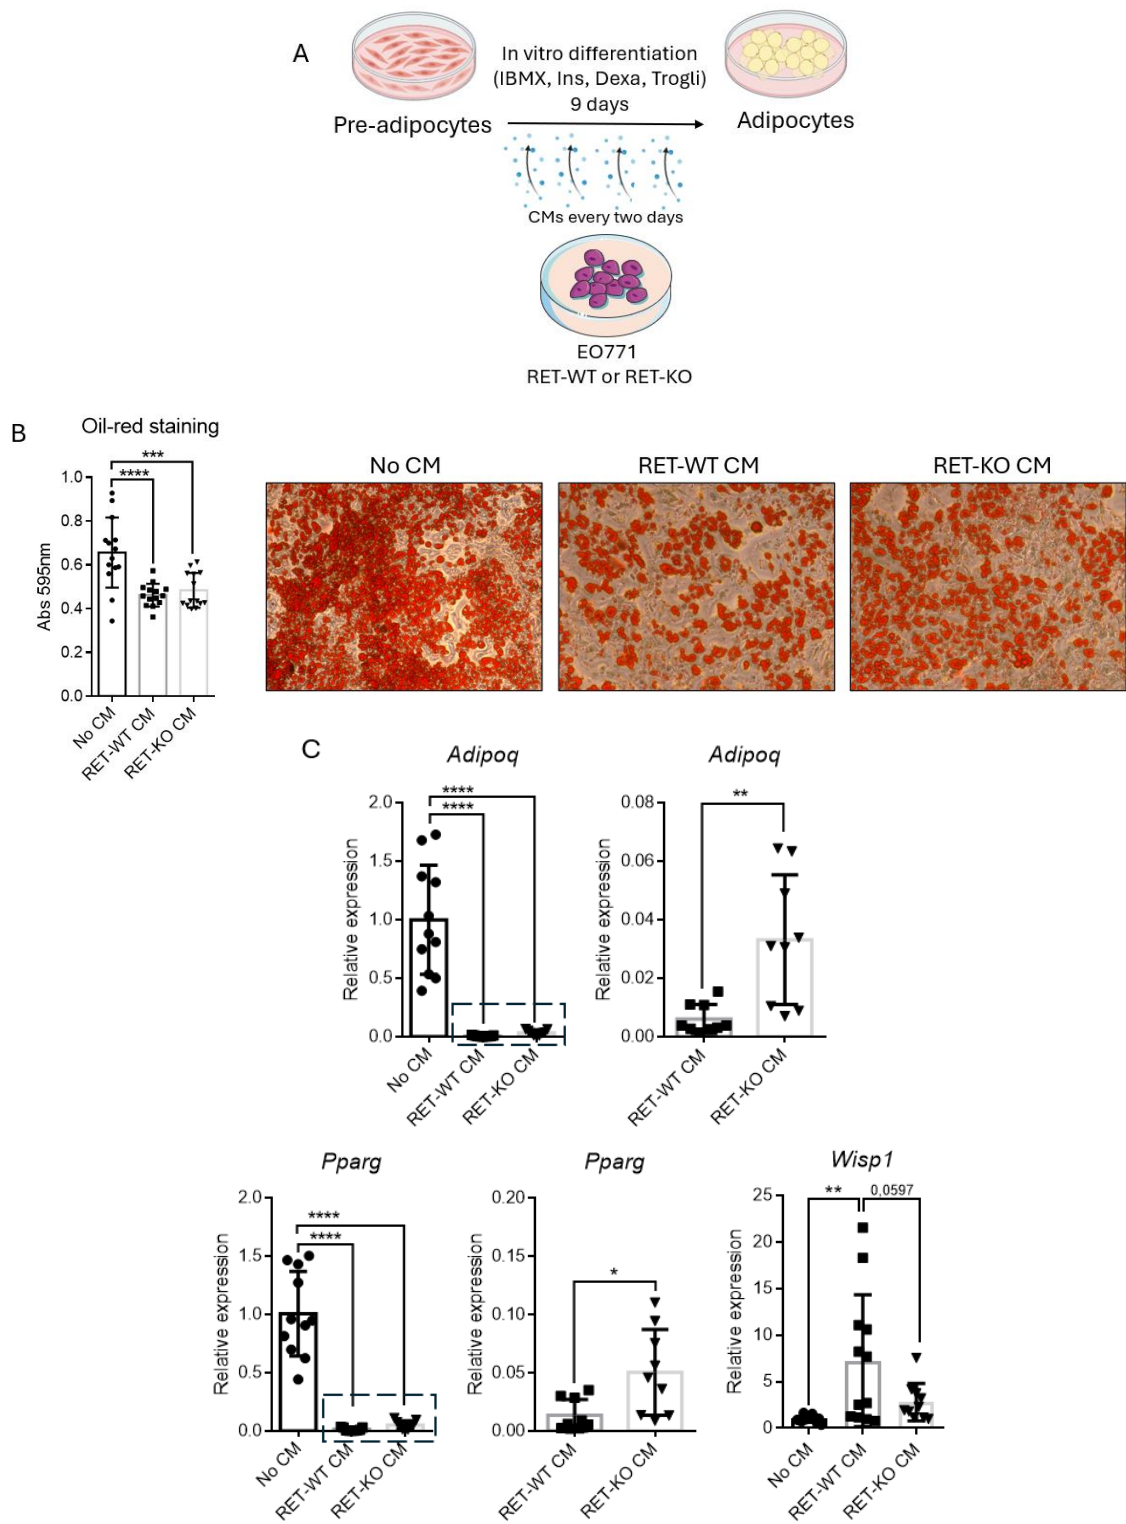 A
In vitro differentiation
(IBMX, Ins, Dexa, Trogli)
9 days
Pre-adipocytes
Adipocytes
CMs every two days
EO771
RET-WT or RET-KO
B
Oil-red staining
***
****
Abs 595nm
1.0
0.8
0.6
0.4
0.2
0.0
No CM
RET-WT CM
RET-KO CM
No CM
RET-WT CM
RET-KO CM
C
Adipoq
****
****
Relative expression
2.0
1.5
1.0
0.5
0.0
No CM
RET-WT CM
RET-KO CM
Adipoq
**
Relative expression
0.08
0.06
0.04
0.02
0.00
RET-WT CM
RET-KO CM
Pparg
****
****
Relative expression
2.0
1.5
1.0
0.5
0.0
No CM
RET-WT CM
RET-KO CM
Pparg
*
Relative expression
0.20
0.15
0.10
0.05
0.00
RET-WT CM
RET-KO CM
Wisp1
** 0,0597
Relative expression
25
20
15
10
5
0
No CM
RET-WT CM
RET-KO CM